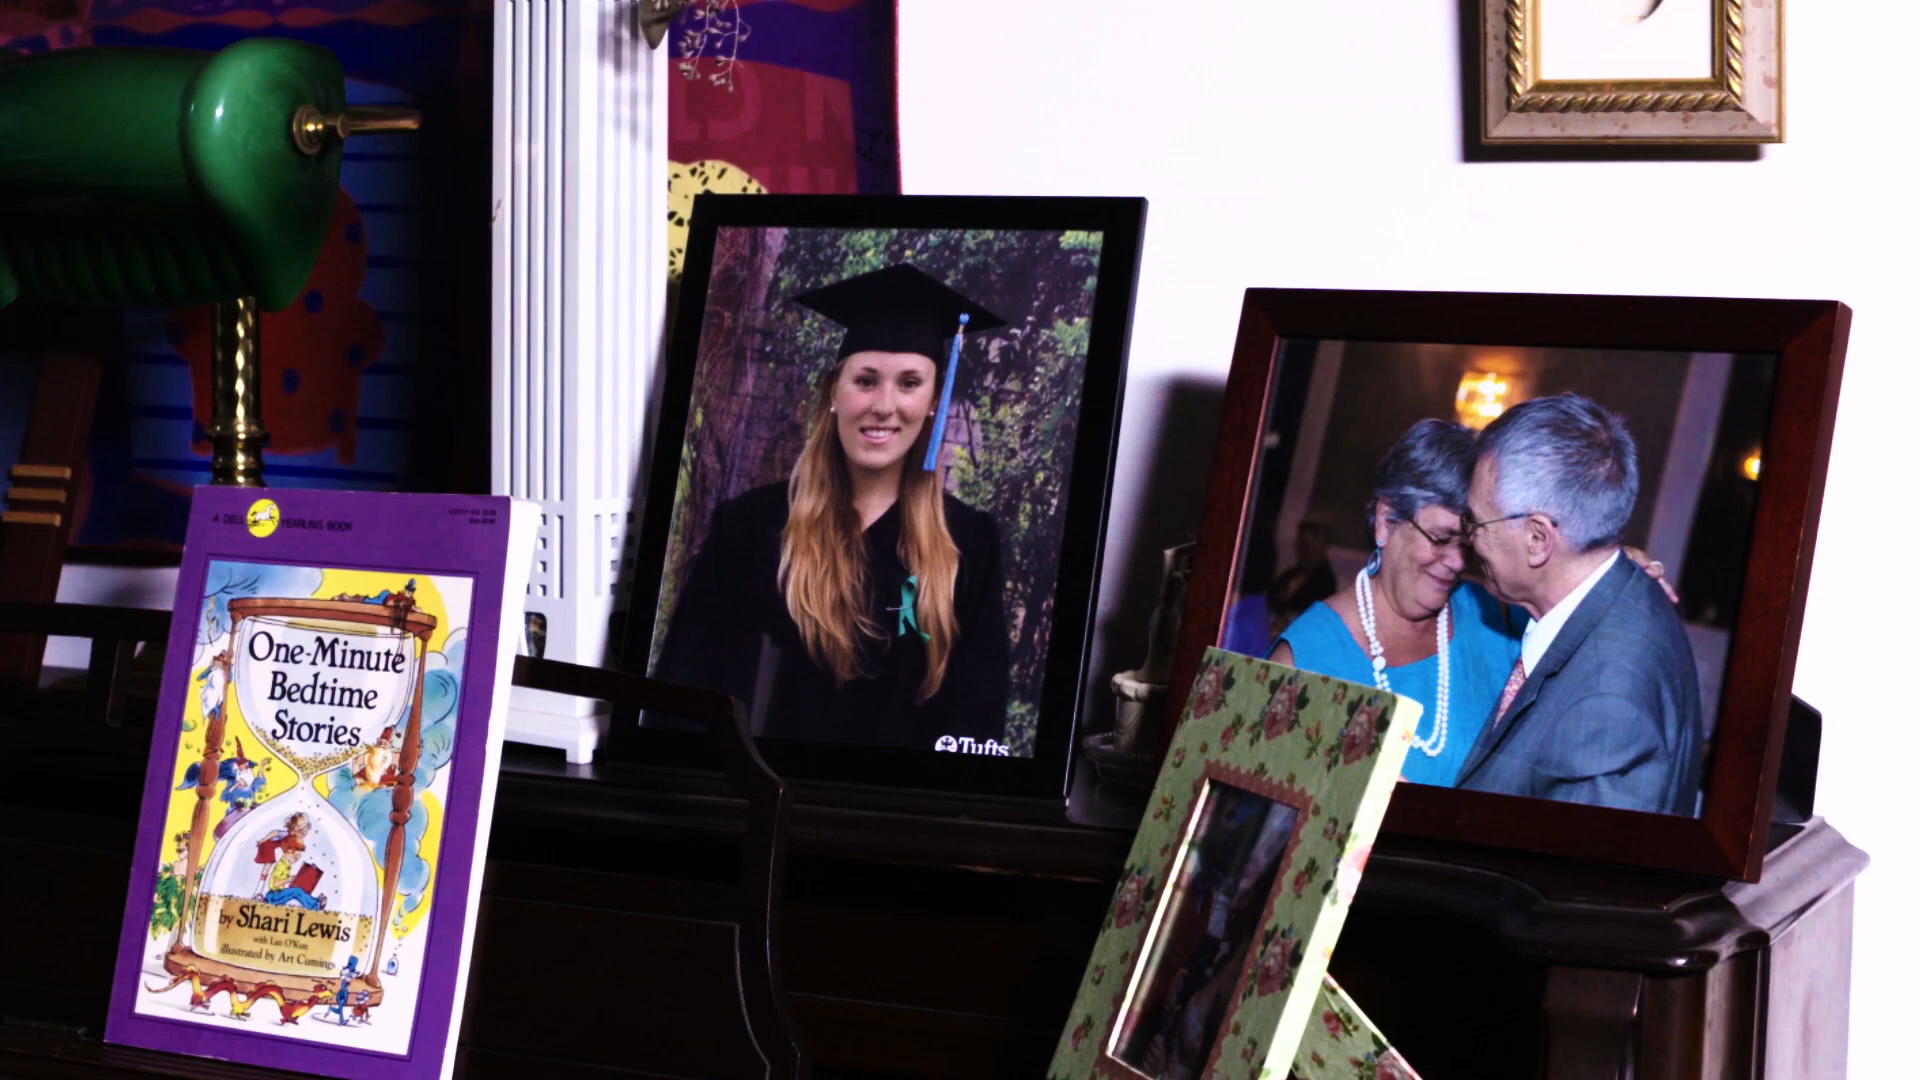 A DELL YEARLING BOOK
One-Minute
Bedtime
Stories
by Shari Lewis
with Lan O'Kun
illustrated by Art Cumings
Tufts